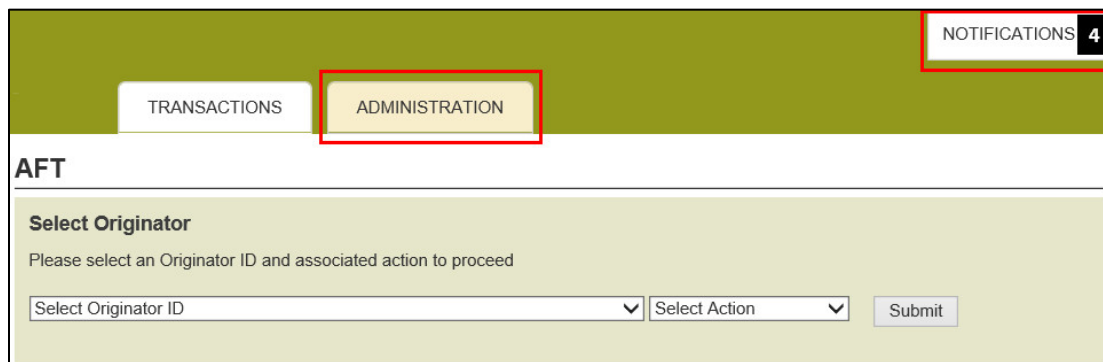 NOTIFICATIONS 4
TRANSACTIONS ADMINISTRATION
AFT
Select Originator
Please select an Originator ID and associated action to proceed
Select Originator ID Select Action Submit